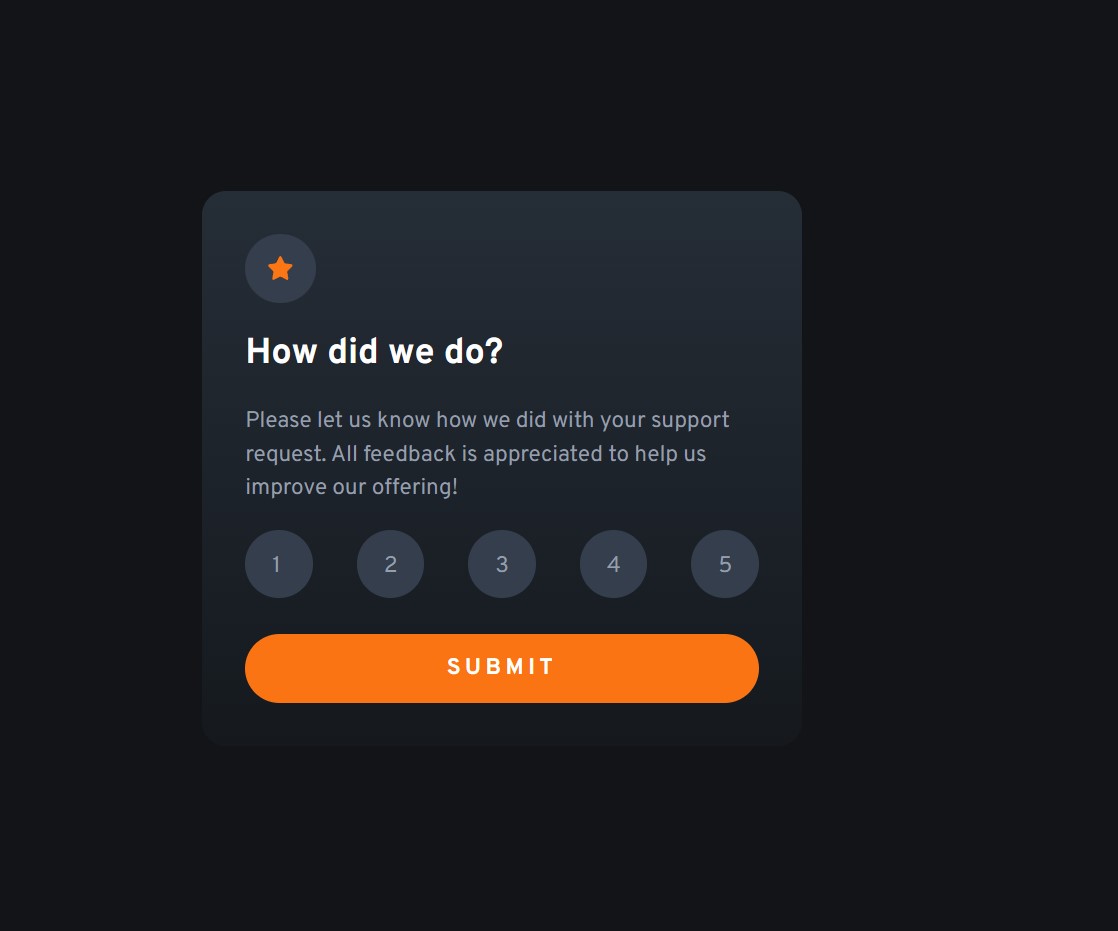 How did we do?
Please let us know how we did with your support
request. All feedback is appreciated to help us
improve our offering!
1 2 3 4 5
SUBMIT